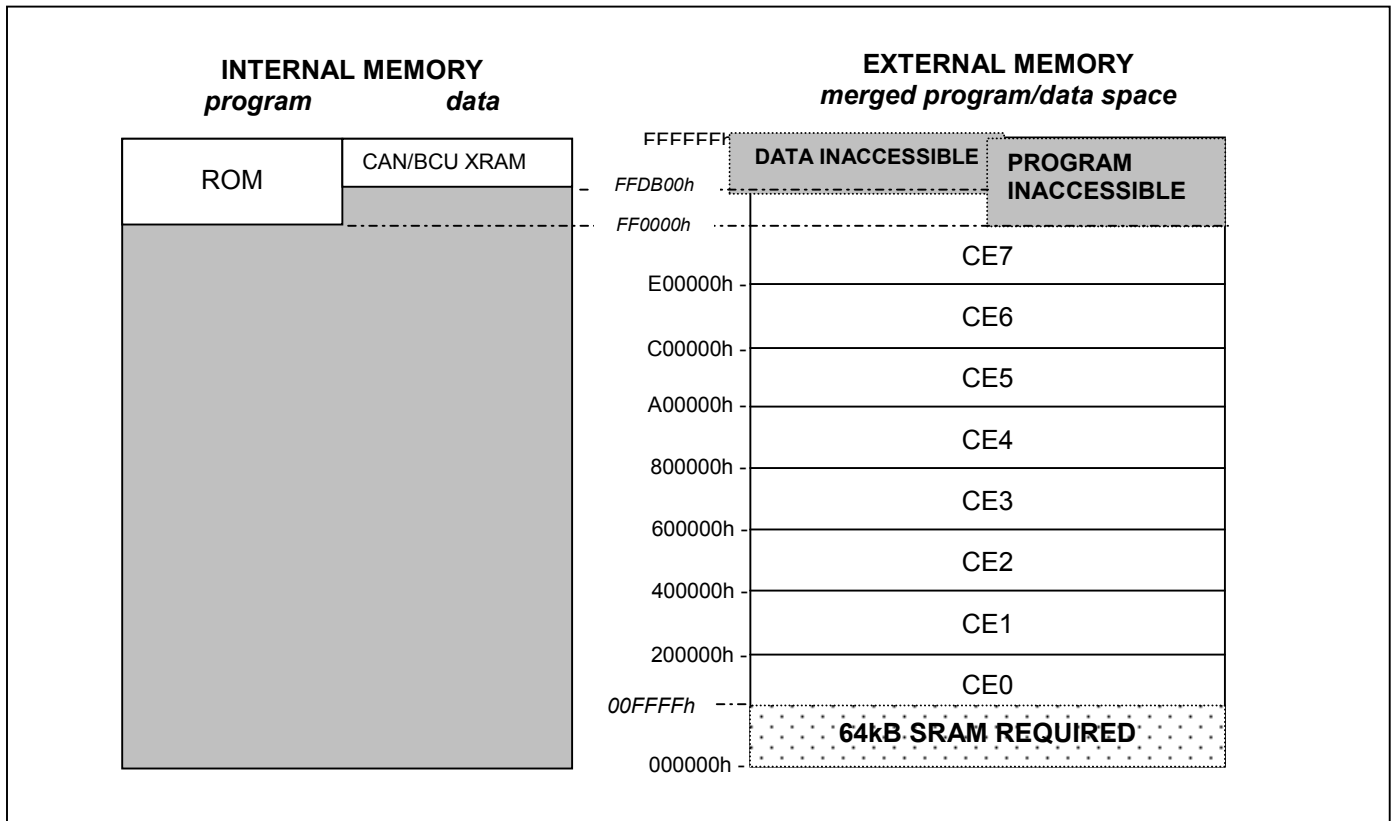 INTERNAL MEMORY
program data
EXTERNAL MEMORY
merged program/data space
ROM
CAN/BCU XRAM
FFFFFFh
DATA INACCESSIBLE
PROGRAM
INACCESSIBLE
FFDB00h
FF0000h
CE7
E00000h
CE6
C00000h
CE5
A00000h
CE4
800000h
CE3
600000h
CE2
400000h
CE1
200000h
CE0
00FFFFh
64kB SRAM REQUIRED
000000h